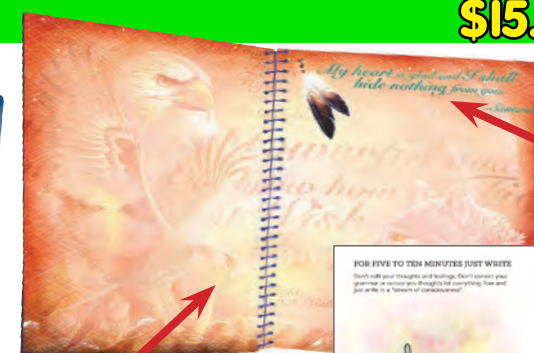 $15.
My heart is glad and I shall
hide nothing from you.
FOR FIVE TO TEN MINUTES JUST WRITE
Don't edit your thoughts and feelings. Don't correct your
grammar or censor you thoughts let everything flow and
just write in a "stream of consciousness".